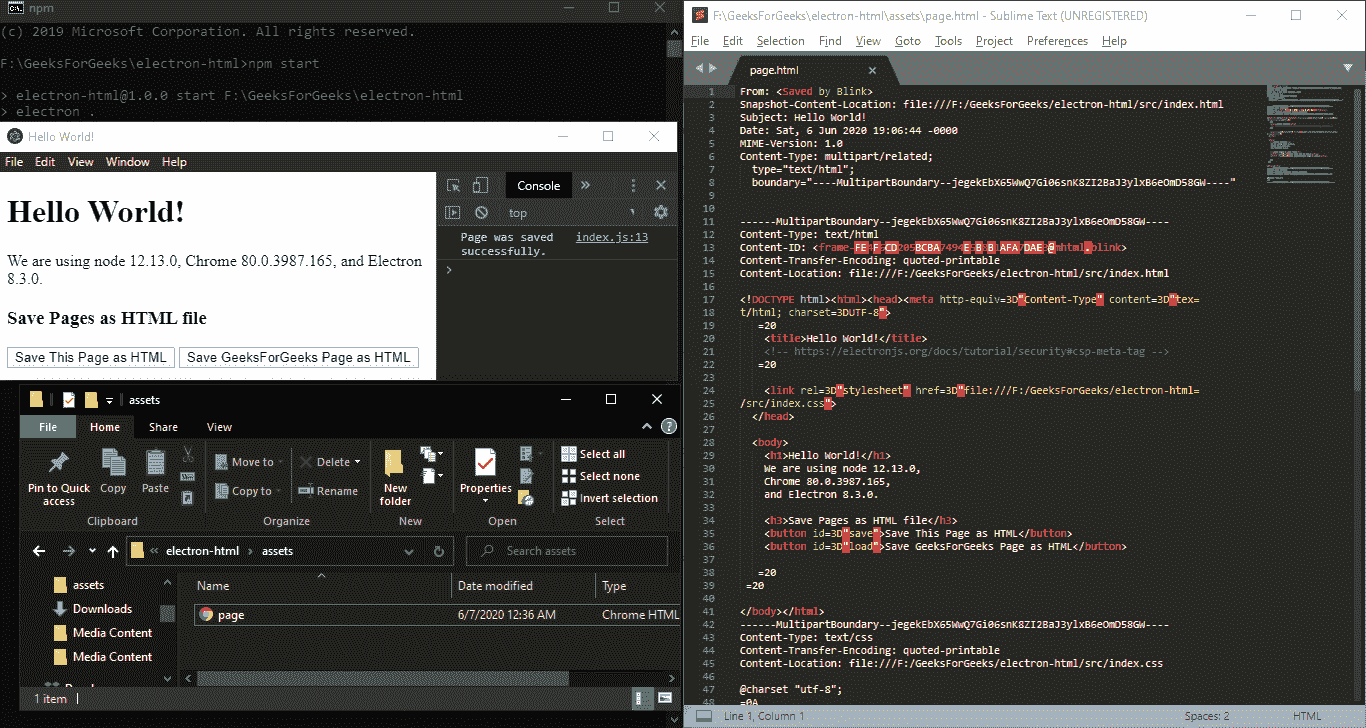 npm
(c) 2019 Microsoft Corporation. All rights reserved.
F:\GeeksForGeeks\electron-html>npm start
> electron-html@1.0.0 start F:\GeeksForGeeks\electron-html
> electron .
Hello World!
File Edit View Window Help
Hello World!
We are using node 12.13.0, Chrome 80.0.3987.165, and Electron
8.3.0.
Save Pages as HTML file
Save This Page as HTML Save GeeksForGeeks Page as HTML
Console »
top
Page was saved index.js:13
successfully.
assets
File Home Share View
Pin to Quick access
Copy
Paste
Clipboard
Move to
Copy to
Delete
Rename
Organize
New folder
New
Properties
Open
Select all
Select none
Invert selection
Select
« electron-html › assets
Search assets
assets
Downloads
Media Content
Media Content
Name Date modified Type
page 6/7/2020 12:36 AM Chrome HTML
1 item
F:\GeeksForGeeks\electron-html\assets\page.html - Sublime Text (UNREGISTERED)
File Edit Selection Find View Goto Tools Project Preferences Help
page.html
1 From: <Saved by Blink>
2 Snapshot-Content-Location: file:///F:/GeeksForGeeks/electron-html/src/index.html
3 Subject: Hello World!
4 Date: Sat, 6 Jun 2020 19:06:44 -0000
5 MIME-Version: 1.0
6 Content-Type: multipart/related;
7 type="text/html";
8 boundary="----MultipartBoundary--jegekEbX65WwQ7Gi06snK8ZI2BaJ3ylxB6eOmD58GW----"
9
10
11 ------MultipartBoundary--jegekEbX65WwQ7Gi06snK8ZI2BaJ3ylxB6eOmD58GW----
12 Content-Type: text/html
13 Content-ID:
14 Content-Transfer-Encoding: quoted-printable
15 Content-Location: file:///F:/GeeksForGeeks/electron-html/src/index.html
16
17 <!DOCTYPE html><html><head><meta http-equiv=3D"Content-Type" content=3D"tex=
18 t/html; charset=3DUTF-8">
19 =20
20 <title>Hello World!</title>
21 <!-- https://electronjs.org/docs/tutorial/security#csp-meta-tag -->
22 =20
23
24 <link rel=3D"stylesheet" href=3D"file:///F:/GeeksForGeeks/electron-html=
25 /src/index.css">
26 </head>
27
28 <body>
29 <h1>Hello World!</h1>
30 We are using node 12.13.0,
31 Chrome 80.0.3987.165,
32 and Electron 8.3.0.
33
34 <h3>Save Pages as HTML file</h3>
35 <button id=3D"save">Save This Page as HTML</button>
36 <button id=3D"load">Save GeeksForGeeks Page as HTML</button>
37
38 =20
39 =20
40
41 </body></html>
42 ------MultipartBoundary--jegekEbX65WwQ7Gi06snK8ZI2BaJ3ylxB6eOmD58GW----
43 Content-Type: text/css
44 Content-Transfer-Encoding: quoted-printable
45 Content-Location: file:///F:/GeeksForGeeks/electron-html/src/index.css
46
47 @charset "utf-8";
48 =0A
Line 1, Column 1 Spaces: 2 HTML